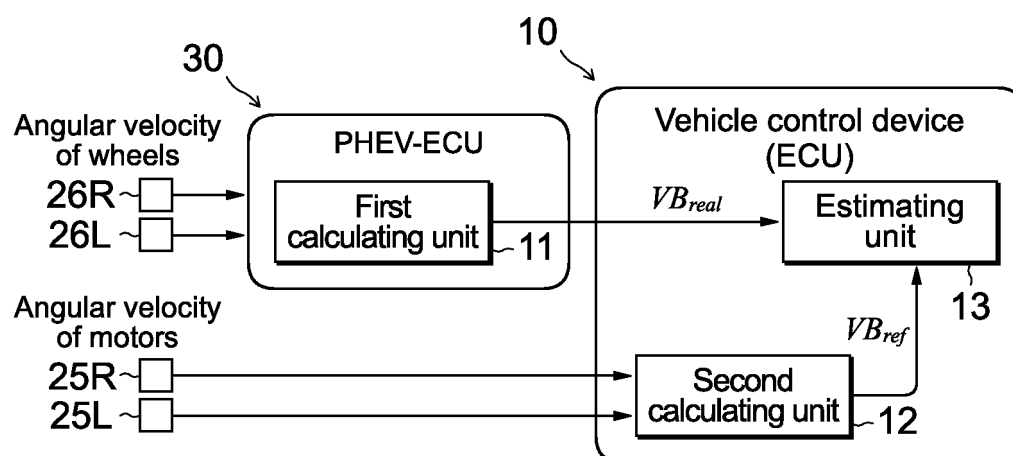 30
10
Angular velocity
of wheels
26R
26L
PHEV-ECU
First
calculating unit
11
VBreal
Vehicle control device
(ECU)
Estimating
unit
13
VBref
Angular velocity
of motors
25R
25L
Second
calculating unit
12